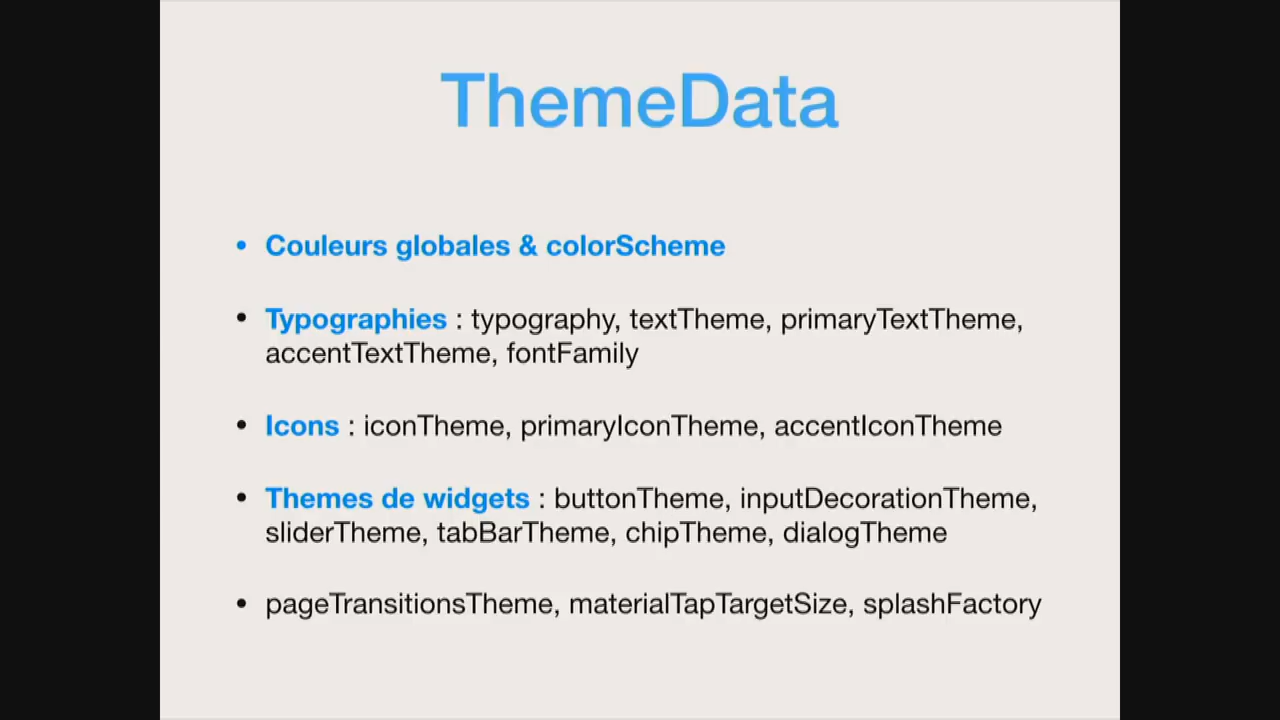 ThemeData
• Couleurs globales & colorScheme
• Typographies : typography, textTheme, primaryTextTheme,
accentTextTheme, fontFamily
• Icons : iconTheme, primaryIconTheme, accentIconTheme
• Themes de widgets : buttonTheme, inputDecorationTheme,
sliderTheme, tabBarTheme, chipTheme, dialogTheme
• pageTransitionsTheme, materialTapTargetSize, splashFactory